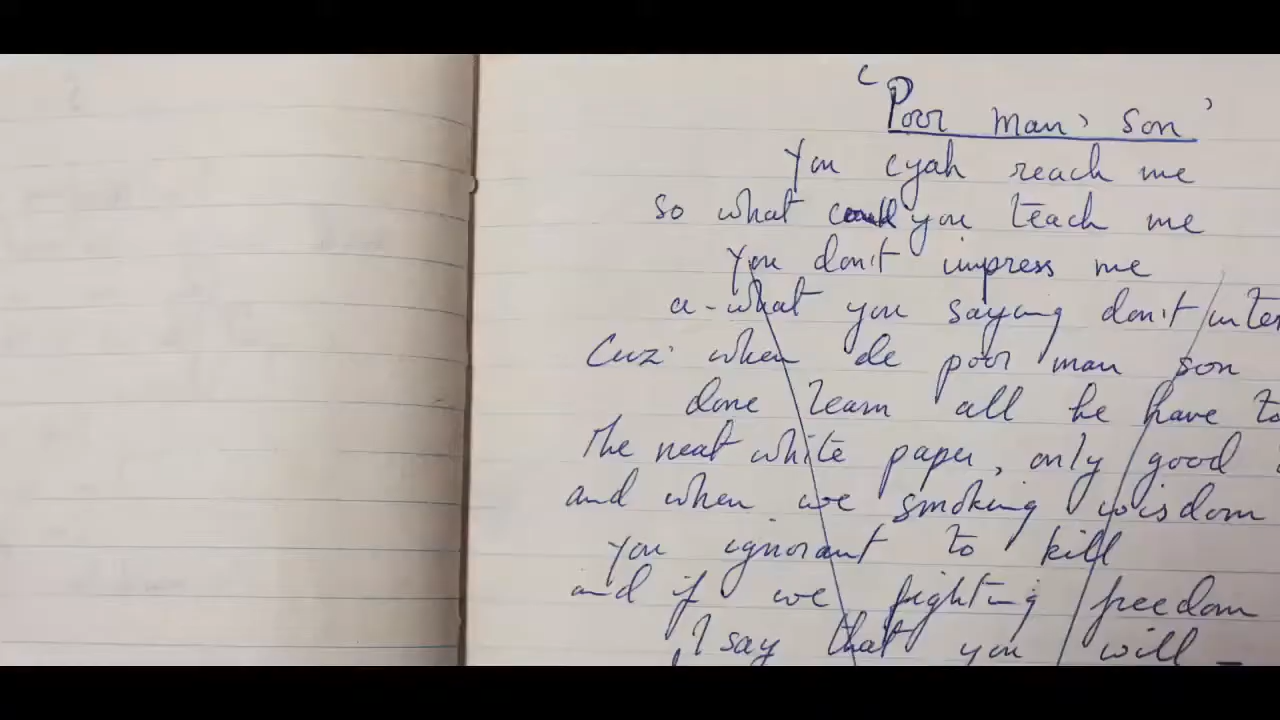 'Poor man's son'
You cyah reach me
so what could you teach me
You don't impress me
a-what you saying don't
Cuz' when de poor man son
done learn all he have to
The neat white paper, only good
and when we smoking wisdom
you ignorant to kill
and if we fighting freedom
I say that you will